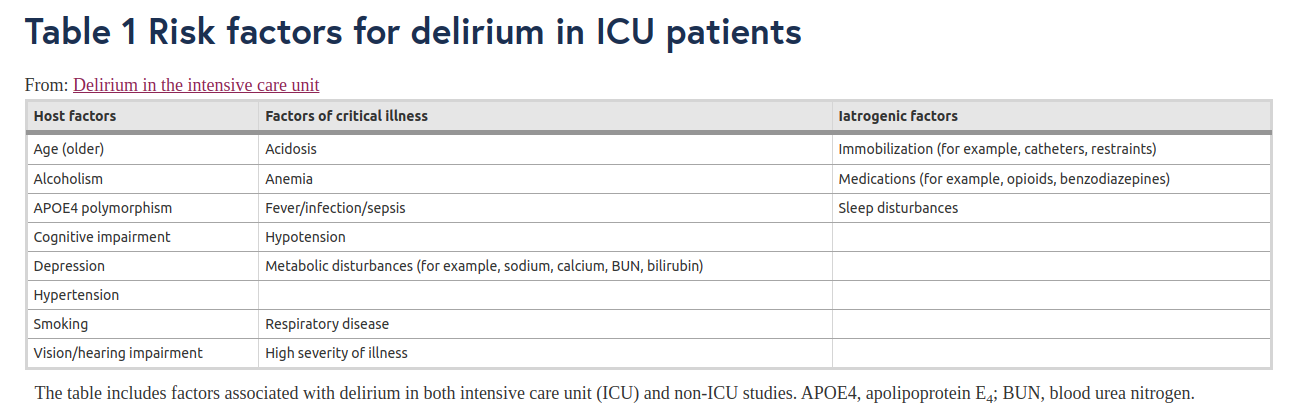 Table 1 Risk factors for delirium in ICU patients
From: Delirium in the intensive care unit
Host factors Factors of critical illness Iatrogenic factors
Age (older) Acidosis Immobilization (for example, catheters, restraints)
Alcoholism Anemia Medications (for example, opioids, benzodiazepines)
APOE4 polymorphism Fever/infection/sepsis Sleep disturbances
Cognitive impairment Hypotension
Depression Metabolic disturbances (for example, sodium, calcium, BUN, bilirubin)
Hypertension
Smoking Respiratory disease
Vision/hearing impairment High severity of illness
The table includes factors associated with delirium in both intensive care unit (ICU) and non-ICU studies. APOE4, apolipoprotein E₄; BUN, blood urea nitrogen.